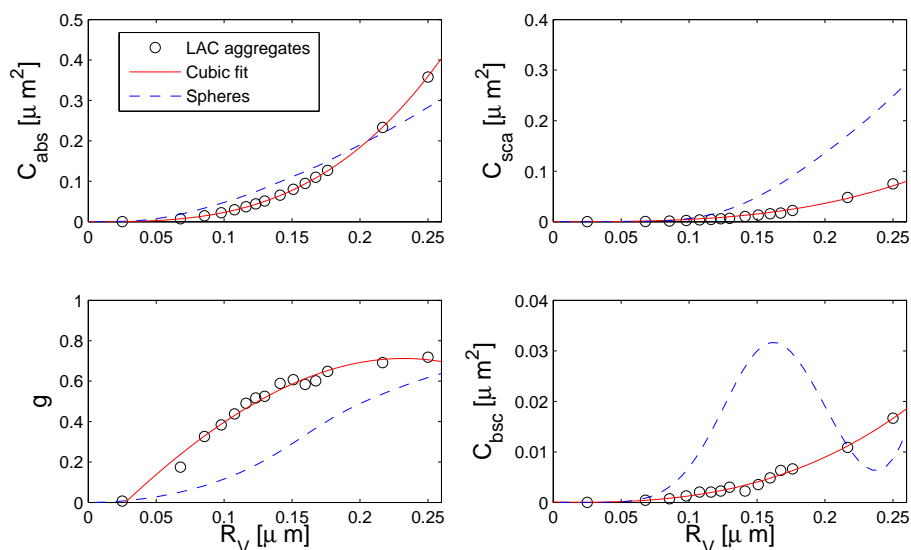 0.5
0.4
0.3
0.2
0.1
0
C_abs [μ m²]
LAC aggregates
Cubic fit
Spheres
0 0.05 0.1 0.15 0.2 0.25
0.4
0.3
0.2
0.1
0
C_sca [μ m²]
0 0.05 0.1 0.15 0.2 0.25
1
0.8
0.6
0.4
0.2
0
g
0 0.05 0.1 0.15 0.2 0.25
R_V [μ m]
0.04
0.03
0.02
0.01
0
C_bsc [μ m²]
0 0.05 0.1 0.15 0.2 0.25
R_V [μ m]